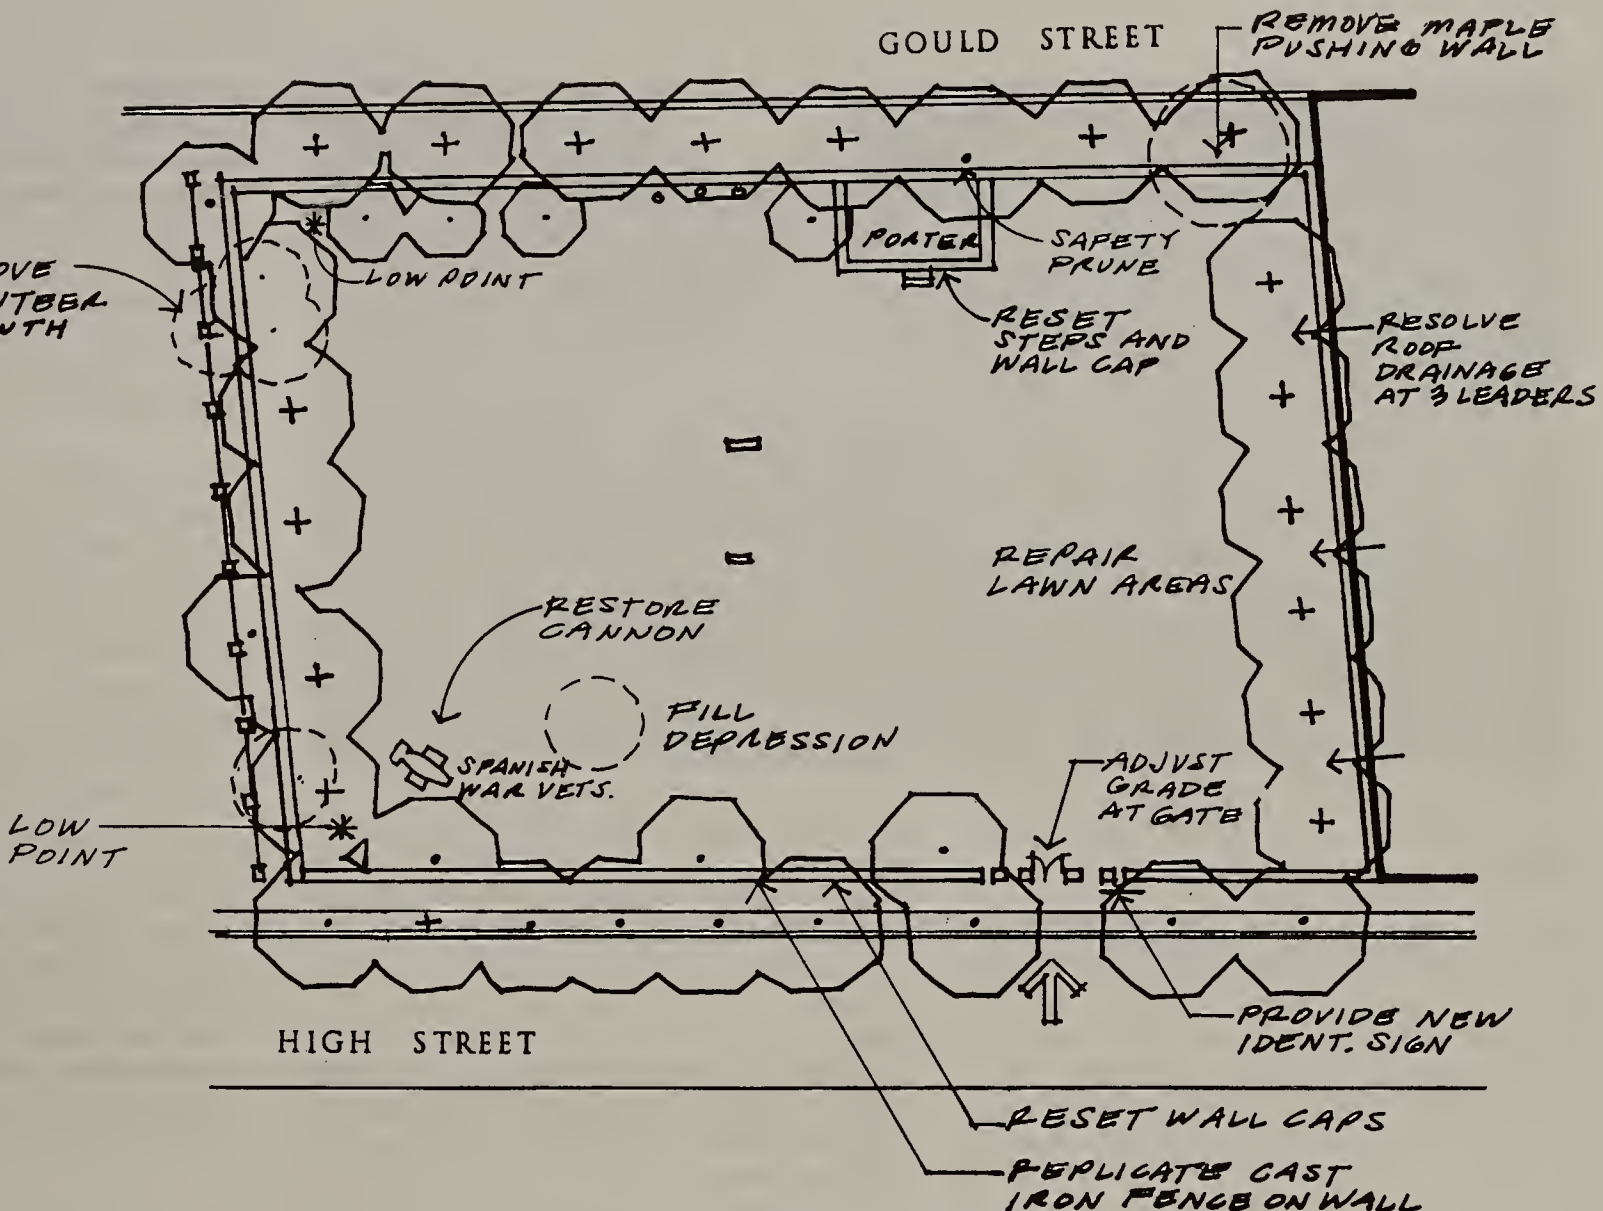 GOULD STREET
REMOVE MAPLE
PUSHING WALL
LOW POINT
PORTER
SAFETY
PRUNE
RESET
STEPS AND
WALL CAP
RESOLVE
ROOF
DRAINAGE
AT 3 LEADERS
REPAIR
LAWN AREAS
RESTORE
CANNON
FILL
DEPRESSION
SPANISH
WAR VETS.
ADJUST
GRADE
AT GATE
LOW
POINT
HIGH STREET
PROVIDE NEW
IDENT. SIGN
RESET WALL CAPS
REPLICATE CAST
IRON FENCE ON WALL